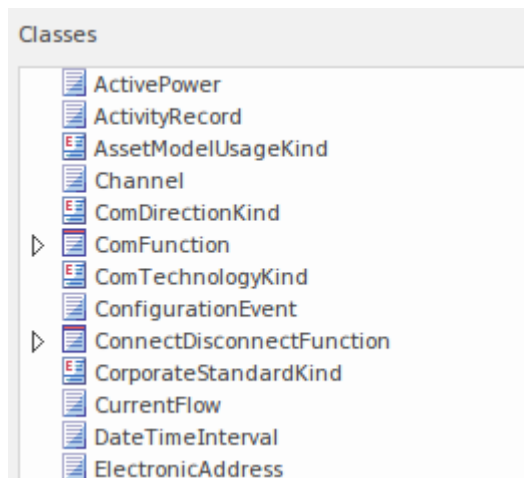 Classes
ActivePower
ActivityRecord
AssetModelUsageKind
Channel
ComDirectionKind
ComFunction
ComTechnologyKind
ConfigurationEvent
ConnectDisconnectFunction
CorporateStandardKind
CurrentFlow
DateTimeInterval
ElectronicAddress